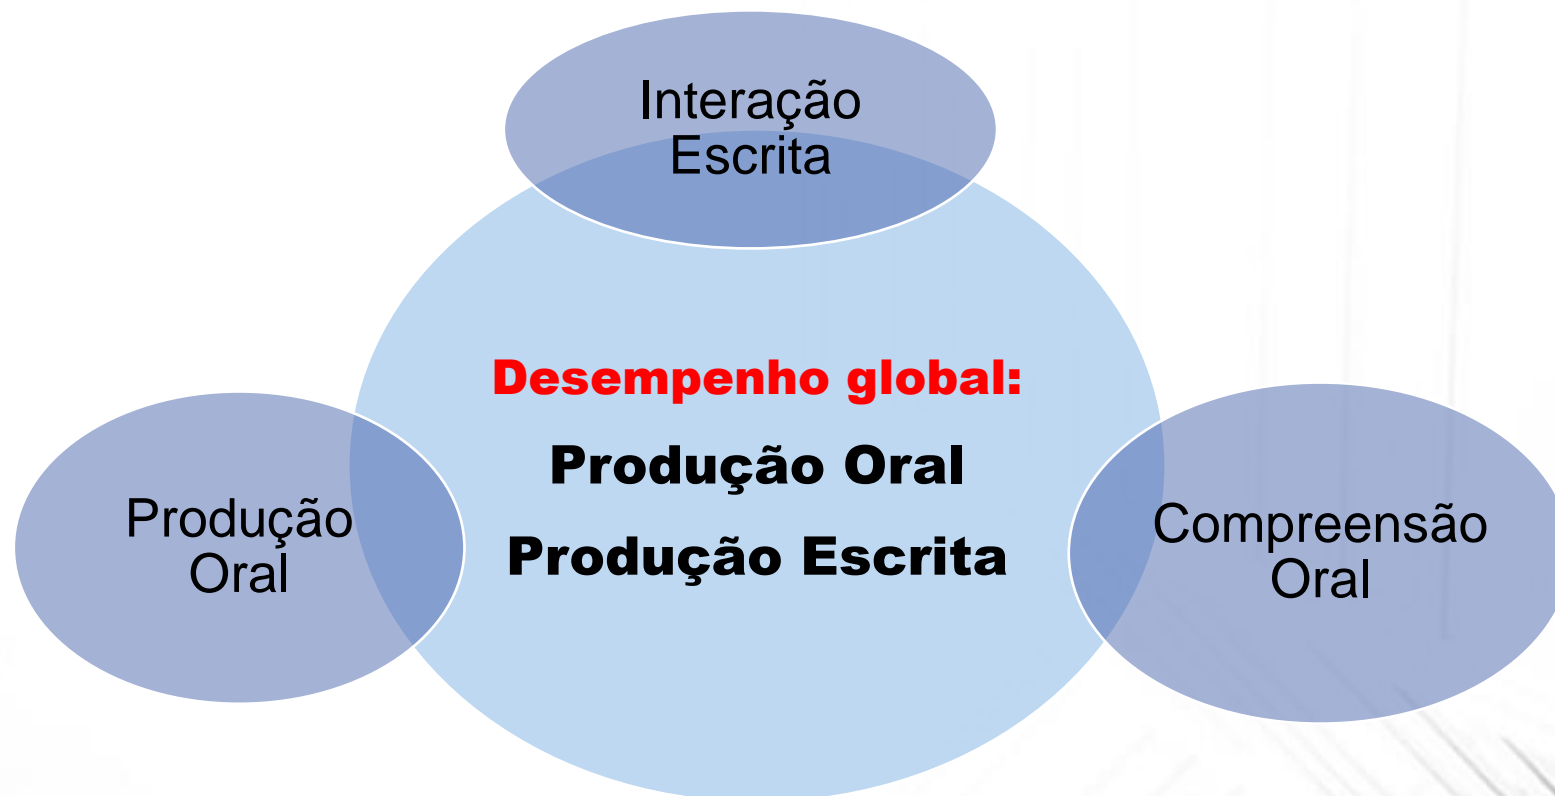 Interação
Escrita
Desempenho global:
Produção Oral
Produção Escrita
Produção
Oral
Compreensão
Oral